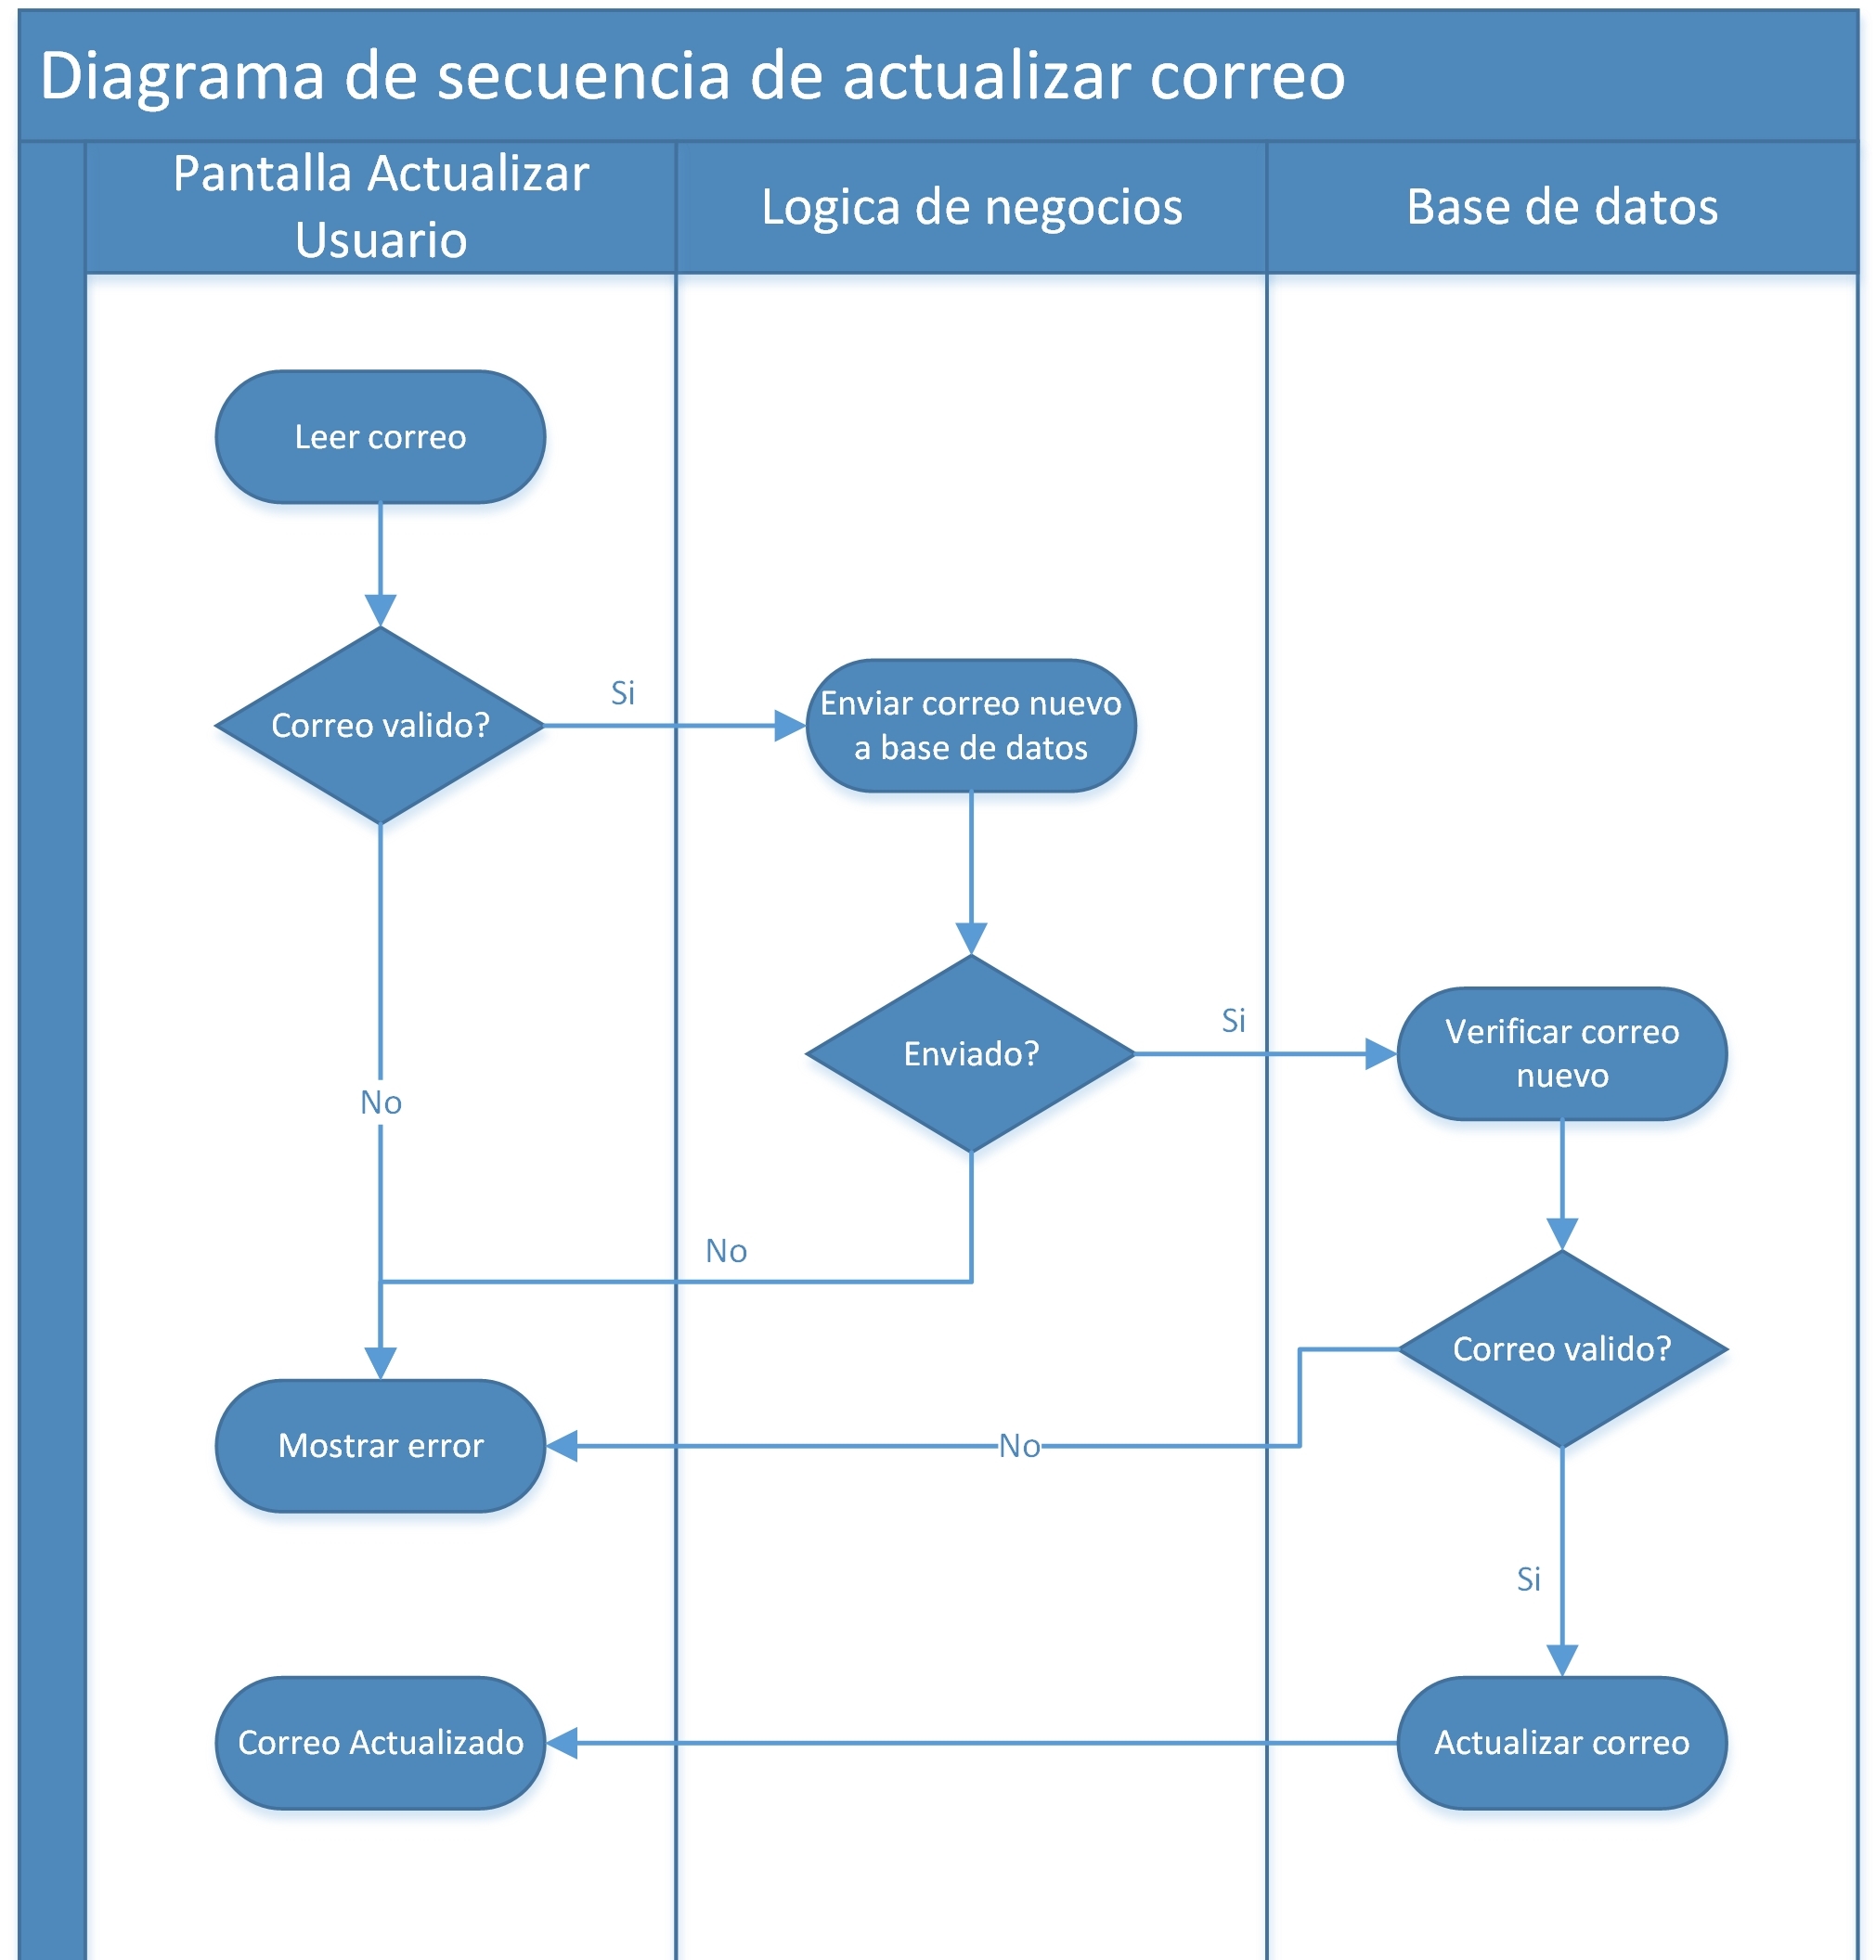 Diagrama de secuencia de actualizar correo
Pantalla Actualizar
Usuario
Logica de negocios
Base de datos
Leer correo
Correo valido?
Si
Enviar correo nuevo
a base de datos
Enviado?
Si
Verificar correo
nuevo
No
No
Correo valido?
Mostrar error
No
Si
Correo Actualizado
Actualizar correo